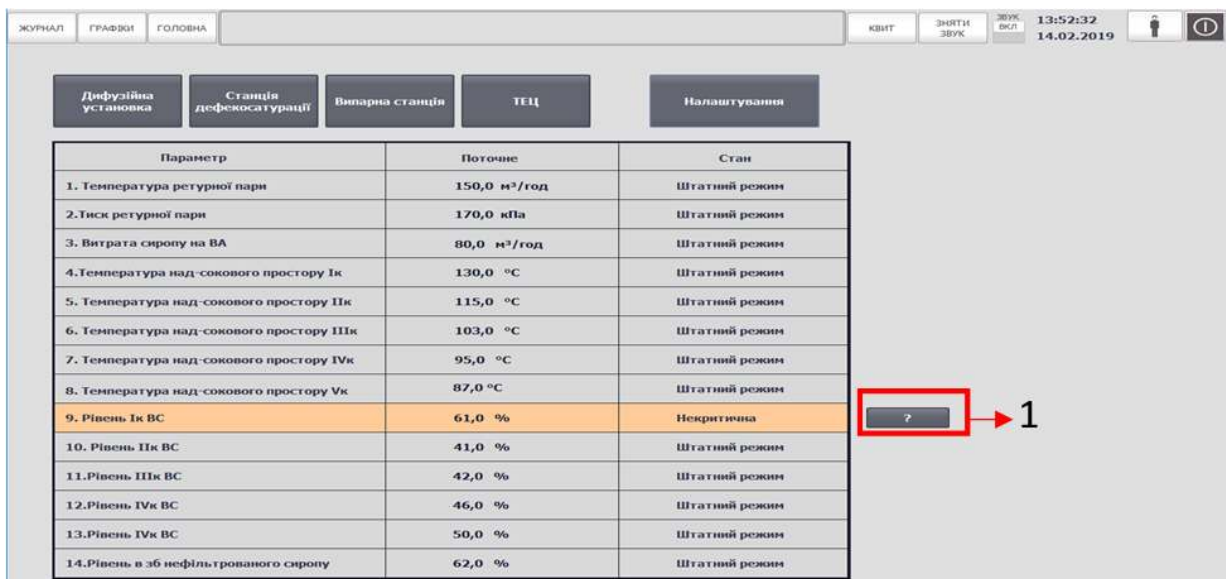 ЖУРНАЛ ГРАФІКИ ГОЛОВНА КВИТ ЗНЯТИ ЗВУК ЗВУК ВКЛ 13:52:32 14.02.2019
Дифузійна установка Станція дефекосатурації Випарна станція ТЕЦ Налаштування
Параметр Поточне Стан
1. Температура ретурної пари 150,0 м³/год Штатний режим
2.Тиск ретурної пари 170,0 кПа Штатний режим
3. Витрата сиропу на ВА 80,0 м³/год Штатний режим
4.Температура над-сокового простору Ік 130,0 °С Штатний режим
5. Температура над-сокового простору ІІк 115,0 °С Штатний режим
6. Температура над-сокового простору ІІІк 103,0 °С Штатний режим
7. Температура над-сокового простору IVк 95,0 °С Штатний режим
8. Температура над-сокового простору Vк 87,0 °С Штатний режим
9. Рівень Ік ВС 61,0 % Некритична ? 1
10. Рівень ІІк ВС 41,0 % Штатний режим
11.Рівень ІІІк ВС 42,0 % Штатний режим
12.Рівень IVк ВС 46,0 % Штатний режим
13.Рівень IVк ВС 50,0 % Штатний режим
14.Рівень в зб нефільтрованого сиропу 62,0 % Штатний режим